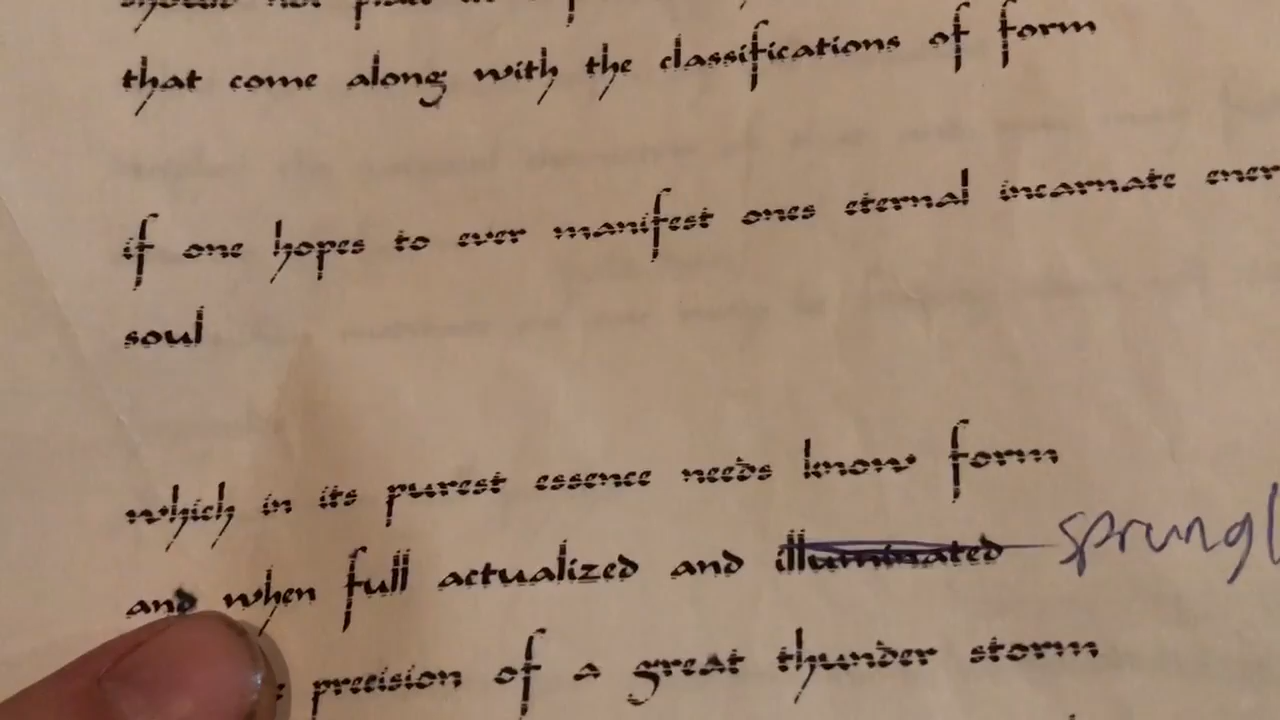 that come along with the classifications of form
if one hopes to ever manifest ones eternal incarnate
soul
which in its purest essence needs know form
and when full actualized and illuminated
precision of a great thunder storm